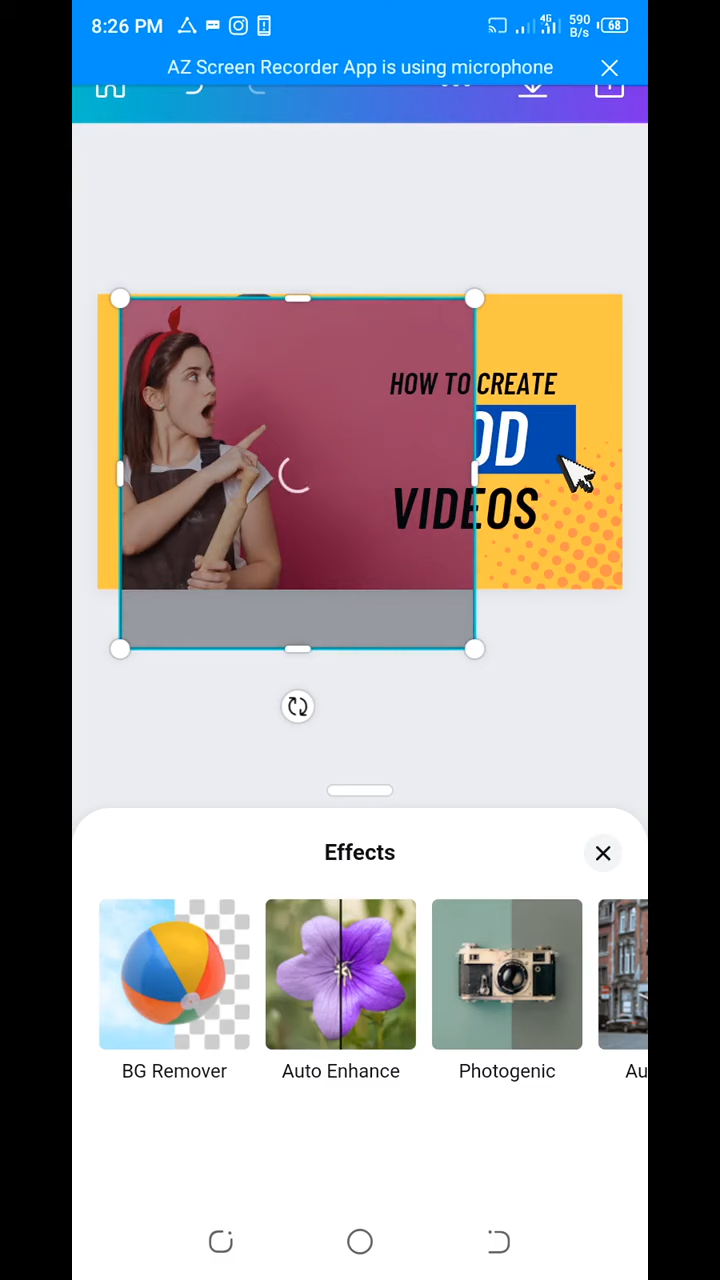 8:26 PM
4G 590 B/s 68
AZ Screen Recorder App is using microphone
HOW TO CREATE
OD
VIDEOS
Effects
BG Remover
Auto Enhance
Photogenic
Au